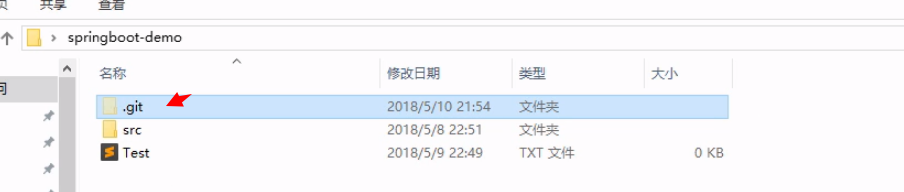 共享 查看
springboot-demo
名称 修改日期 类型 大小
.git 2018/5/10 21:54 文件夹
src 2018/5/8 22:51 文件夹
Test 2018/5/9 22:49 TXT 文件 0 KB